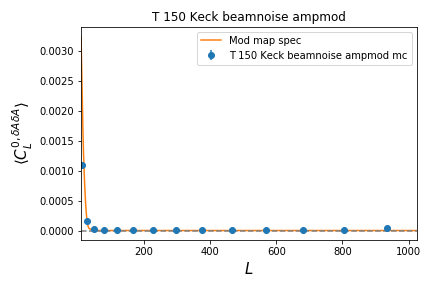 T 150 Keck beamnoise ampmod
Mod map spec
T 150 Keck beamnoise ampmod mc
⟨C_L^{0,δAδA}⟩
0.0030
0.0025
0.0020
0.0015
0.0010
0.0005
0.0000
200 400 600 800 1000
L